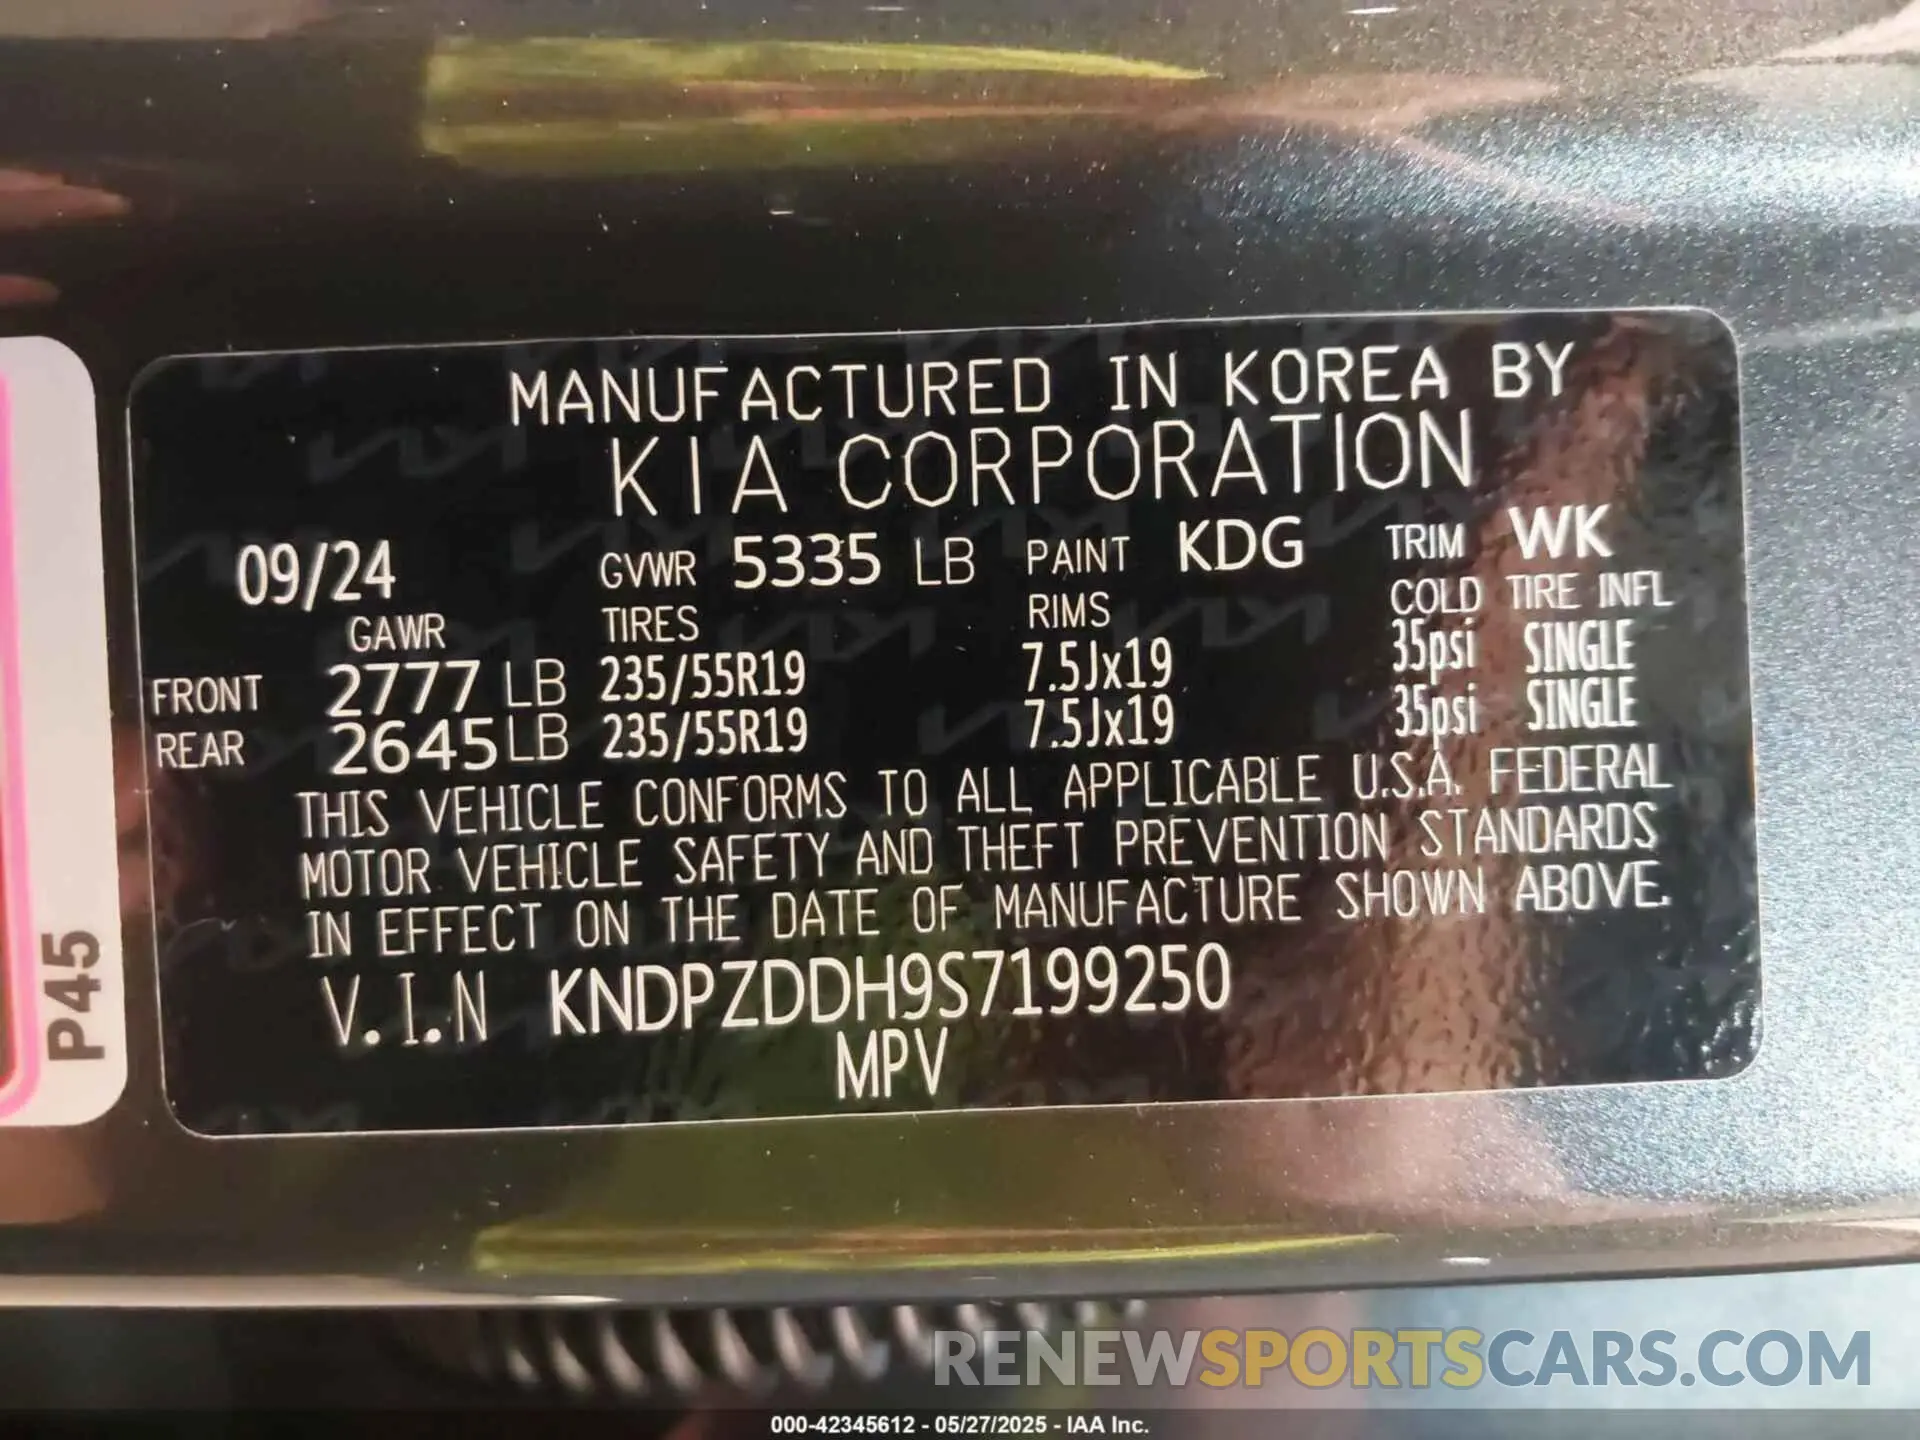 MANUFACTURED IN KOREA BY
KIA CORPORATION
09/24 GVWR 5335 LB PAINT KDG TRIM WK
GAWR TIRES RIMS COLD TIRE INFL
FRONT 2777 LB 235/55R19 7.5Jx19 35psi SINGLE
REAR 2645 LB 235/55R19 7.5Jx19 35psi SINGLE
THIS VEHICLE CONFORMS TO ALL APPLICABLE U.S.A. FEDERAL
MOTOR VEHICLE SAFETY AND THEFT PREVENTION STANDARDS
IN EFFECT ON THE DATE OF MANUFACTURE SHOWN ABOVE.
V.I.N KNDPZDDH9S7199250
MPV
P45
RENEWSPORTSCARS.COM
000-42345612 - 05/27/2025 - IAA Inc.